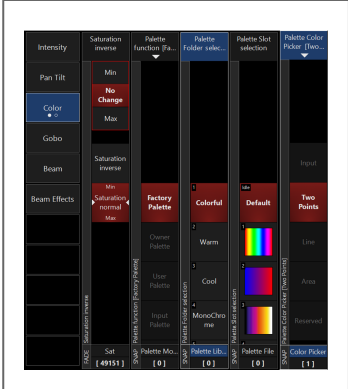 Intensity
Pan Tilt
Color
Gobo
Beam
Beam Effects
Saturation
inverse
Min
No
Change
Max
Saturation
inverse
Min
Saturation
normal
Max
Saturation inverse
FADE
Sat
[ 49151 ]
Palette
function [Fa...
Factory
Palette
Owner
Palette
User
Palette
Input
Palette
Palette function [Factory Palette]
SNAP
Palette Mo...
[ 0 ]
Palette
Folder selec...
1
Colorful
2
Warm
3
Cool
4
MonoChro
me
Palette Folder selection
SNAP
Palette Lib...
[ 0 ]
Palette Slot
selection
Idle
Default
1
2
3
Palette Slot selection
SNAP
Palette File
[ 0 ]
Palette Color
Picker [Two...
Input
Two
Points
Line
Area
Reserved
Palette Color Picker [Two Points]
SNAP
Color Picker
[ 1 ]